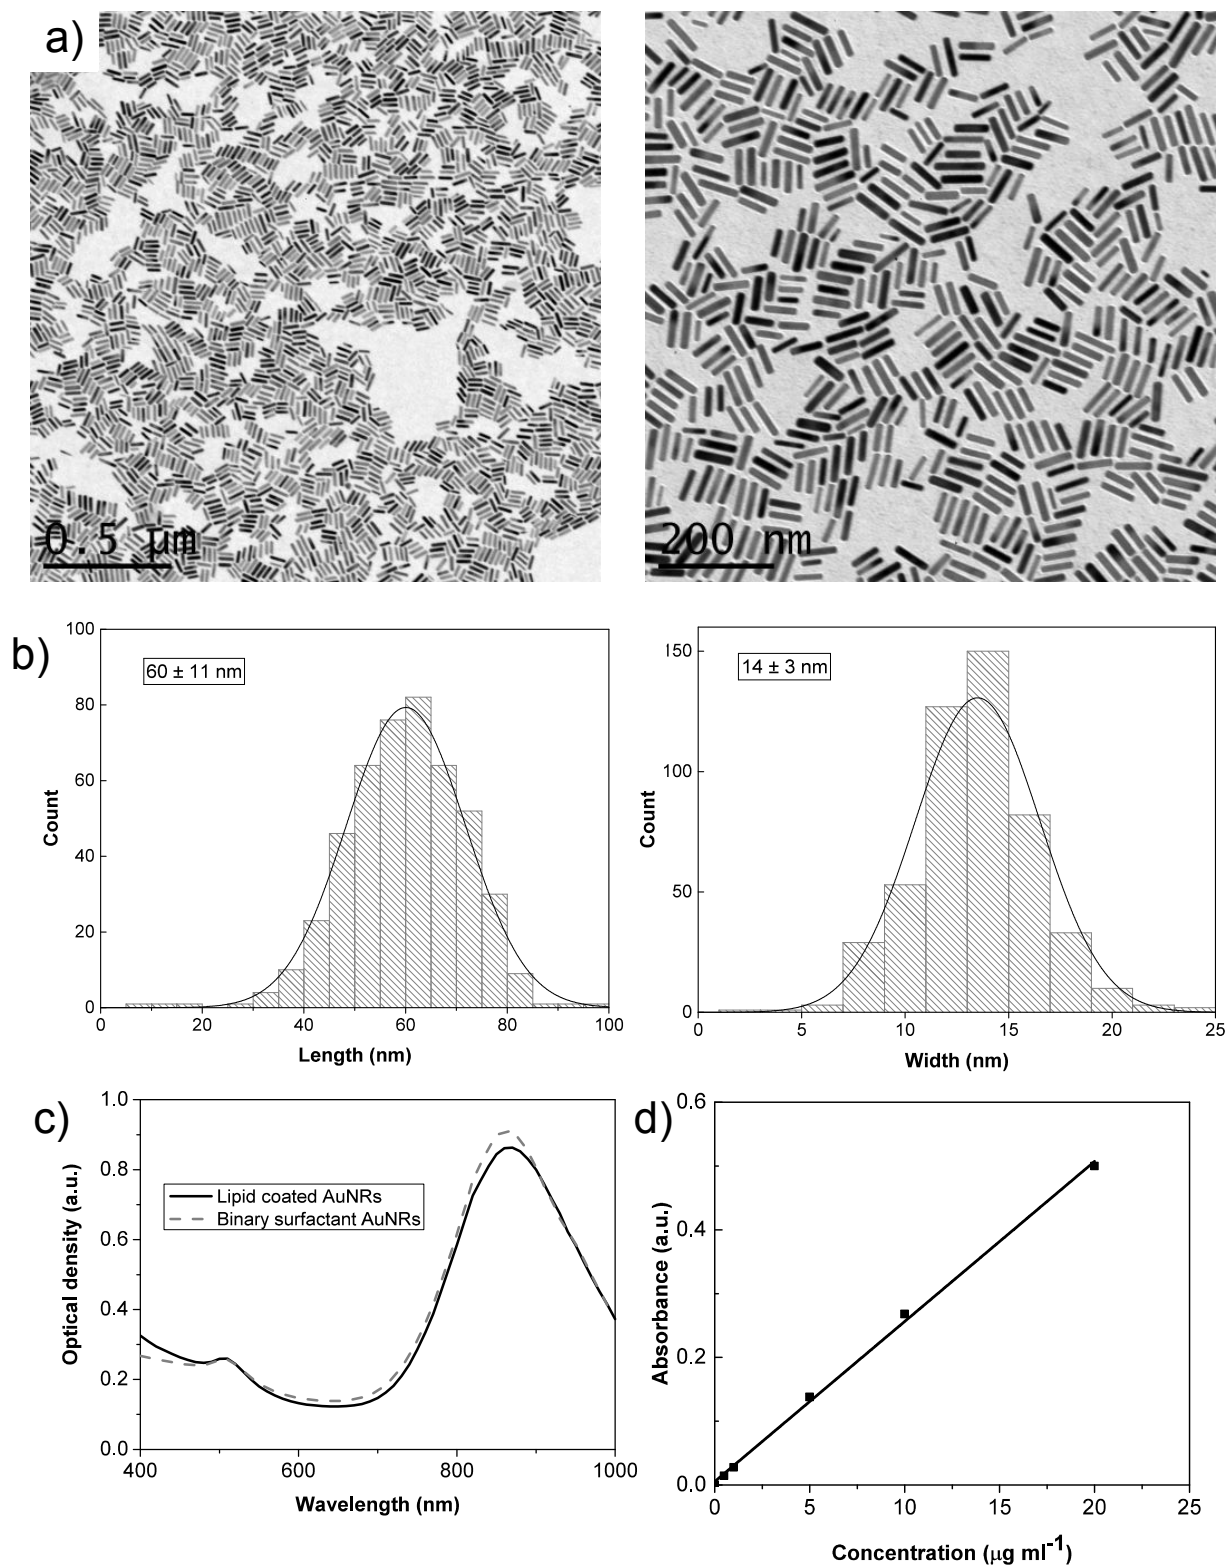 a)
0.5 µm
200 nm
b)
100
80
60
40
20
0
Count
60 ± 11 nm
0
20
40
60
80
100
Length (nm)
150
100
50
0
Count
14 ± 3 nm
0
5
10
15
20
25
Width (nm)
c)
1.0
0.8
0.6
0.4
0.2
0.0
Optical density (a.u.)
Lipid coated AuNRs
Binary surfactant AuNRs
400
600
800
1000
Wavelength (nm)
d)
0.6
0.4
0.2
0.0
Absorbance (a.u.)
0
5
10
15
20
25
Concentration (µg ml⁻¹)